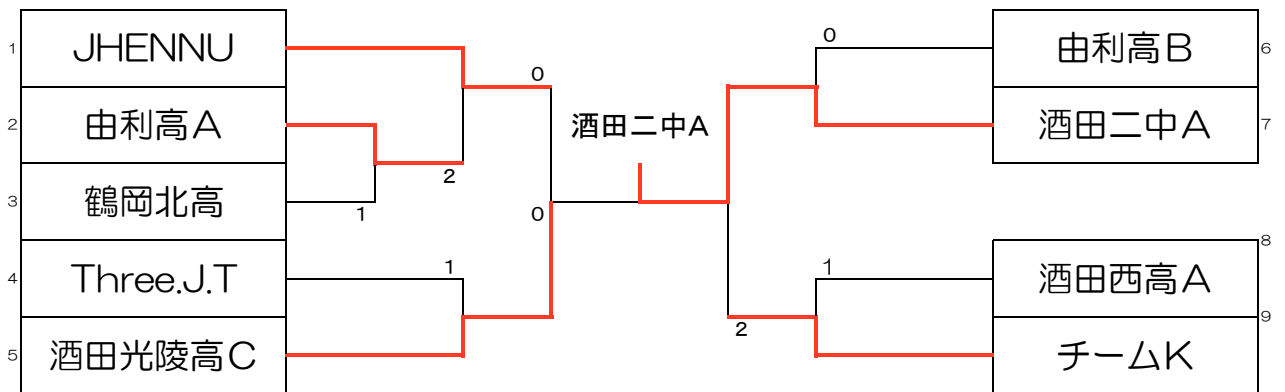 1 JHENNU
2 由利高A
3 鶴岡北高
4 Three.J.T
5 酒田光陵高C
0
2
1
0
1
酒田二中A
0
1
2
由利高B 6
酒田二中A 7
酒田西高A 8
チームK 9